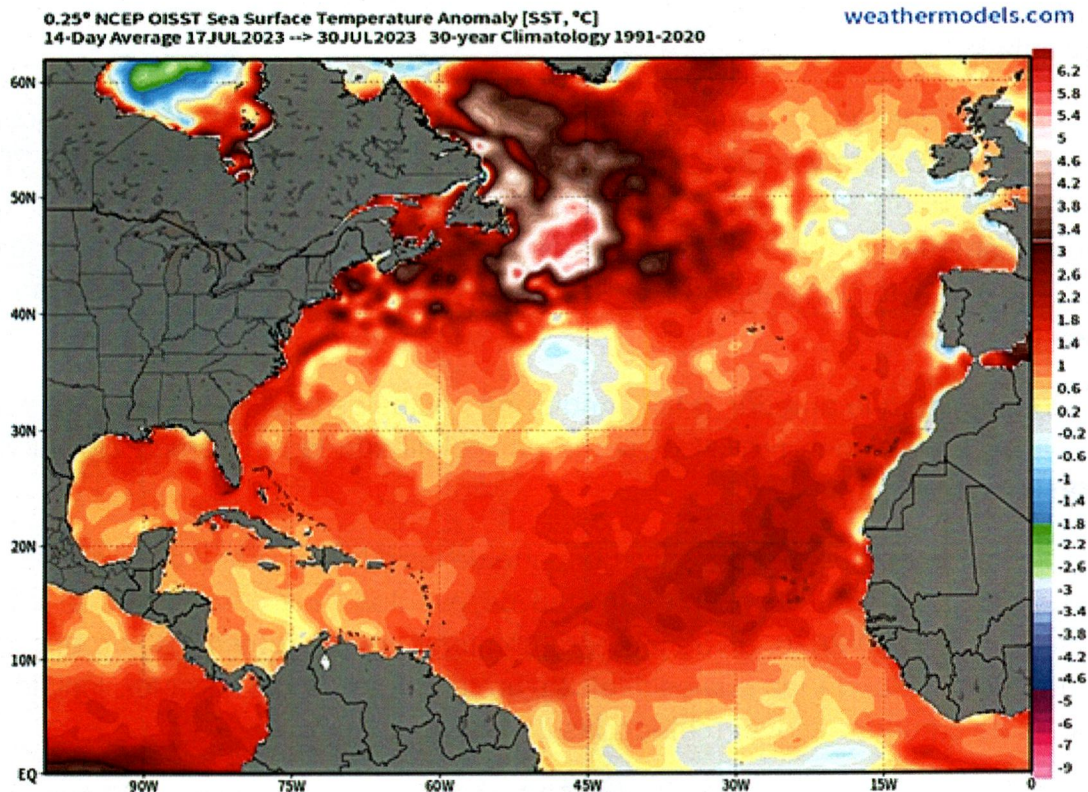 0.25° NCEP OISST Sea Surface Temperature Anomaly [SST, °C]
weathermodels.com
14-Day Average 17JUL2023 --> 30JUL2023 30-year Climatology 1991-2020
60N
50N
40N
30N
20N
10N
EQ
90W
75W
60W
45W
30W
15W
0
6.2
5.8
5.4
5
4.6
4.2
3.8
3.4
3
2.6
2.2
1.8
1.4
1
0.6
0.2
-0.2
-0.6
-1
-1.4
-1.8
-2.2
-2.6
-3
-3.4
-3.8
-4.2
-4.6
-5
-6
-7
-9